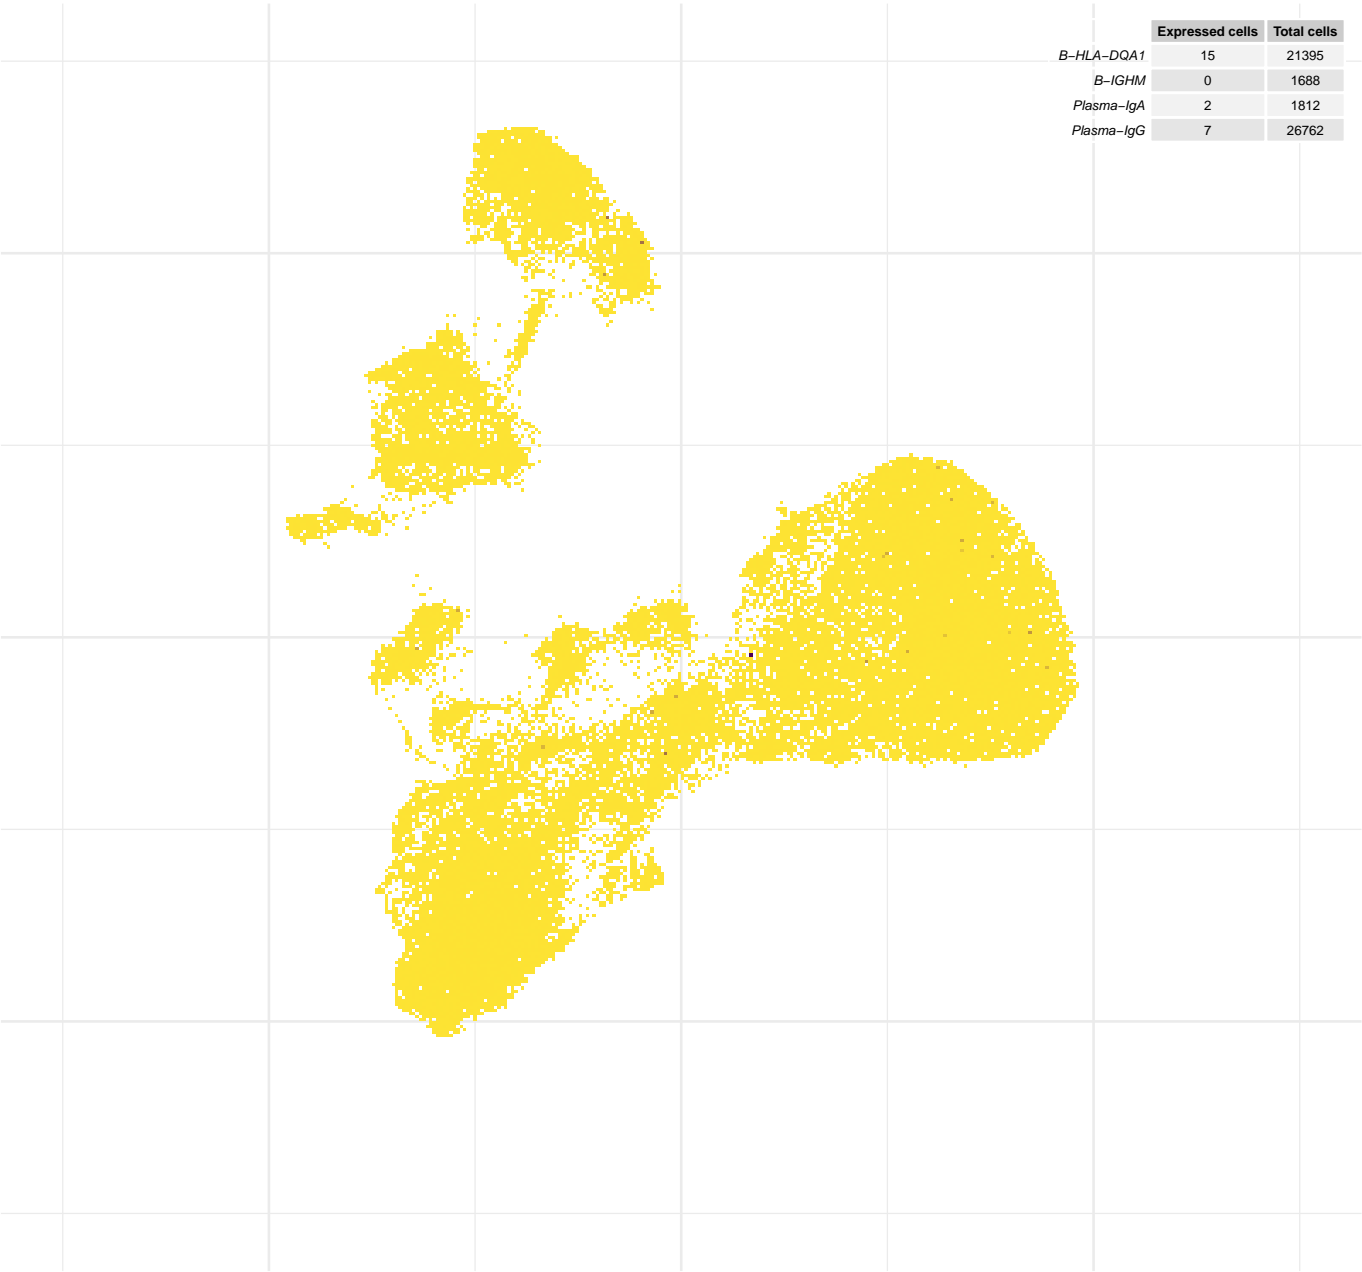 Expressed cells Total cells
B−HLA−DQA1 15 21395
B−IGHM 0 1688
Plasma−IgA 2 1812
Plasma−IgG 7 26762